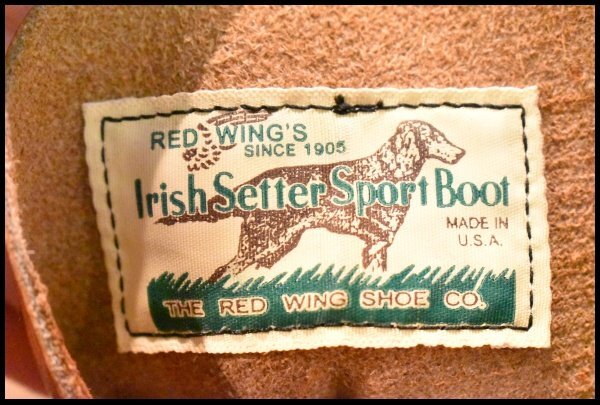 RED WING'S
SINCE 1905
Irish Setter Sport Boot
MADE IN
U.S.A.
THE RED WING SHOE CO.